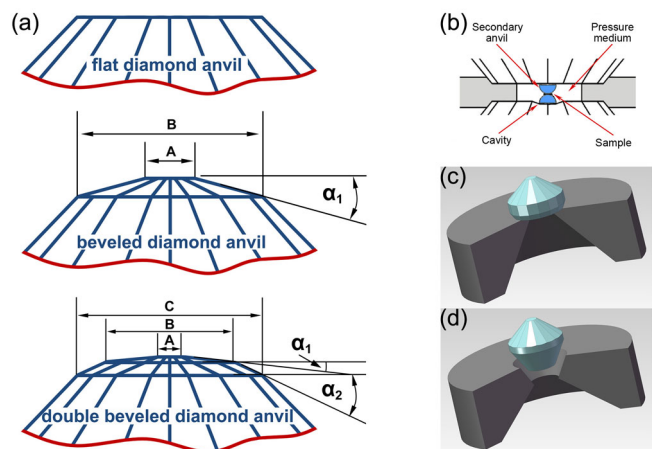 (a)
flat diamond anvil
B
A
α1
beveled diamond anvil
C
B
A
α1
α2
double beveled diamond anvil
(b)
Secondary
anvil
Pressure
medium
Cavity
Sample
(c)
(d)